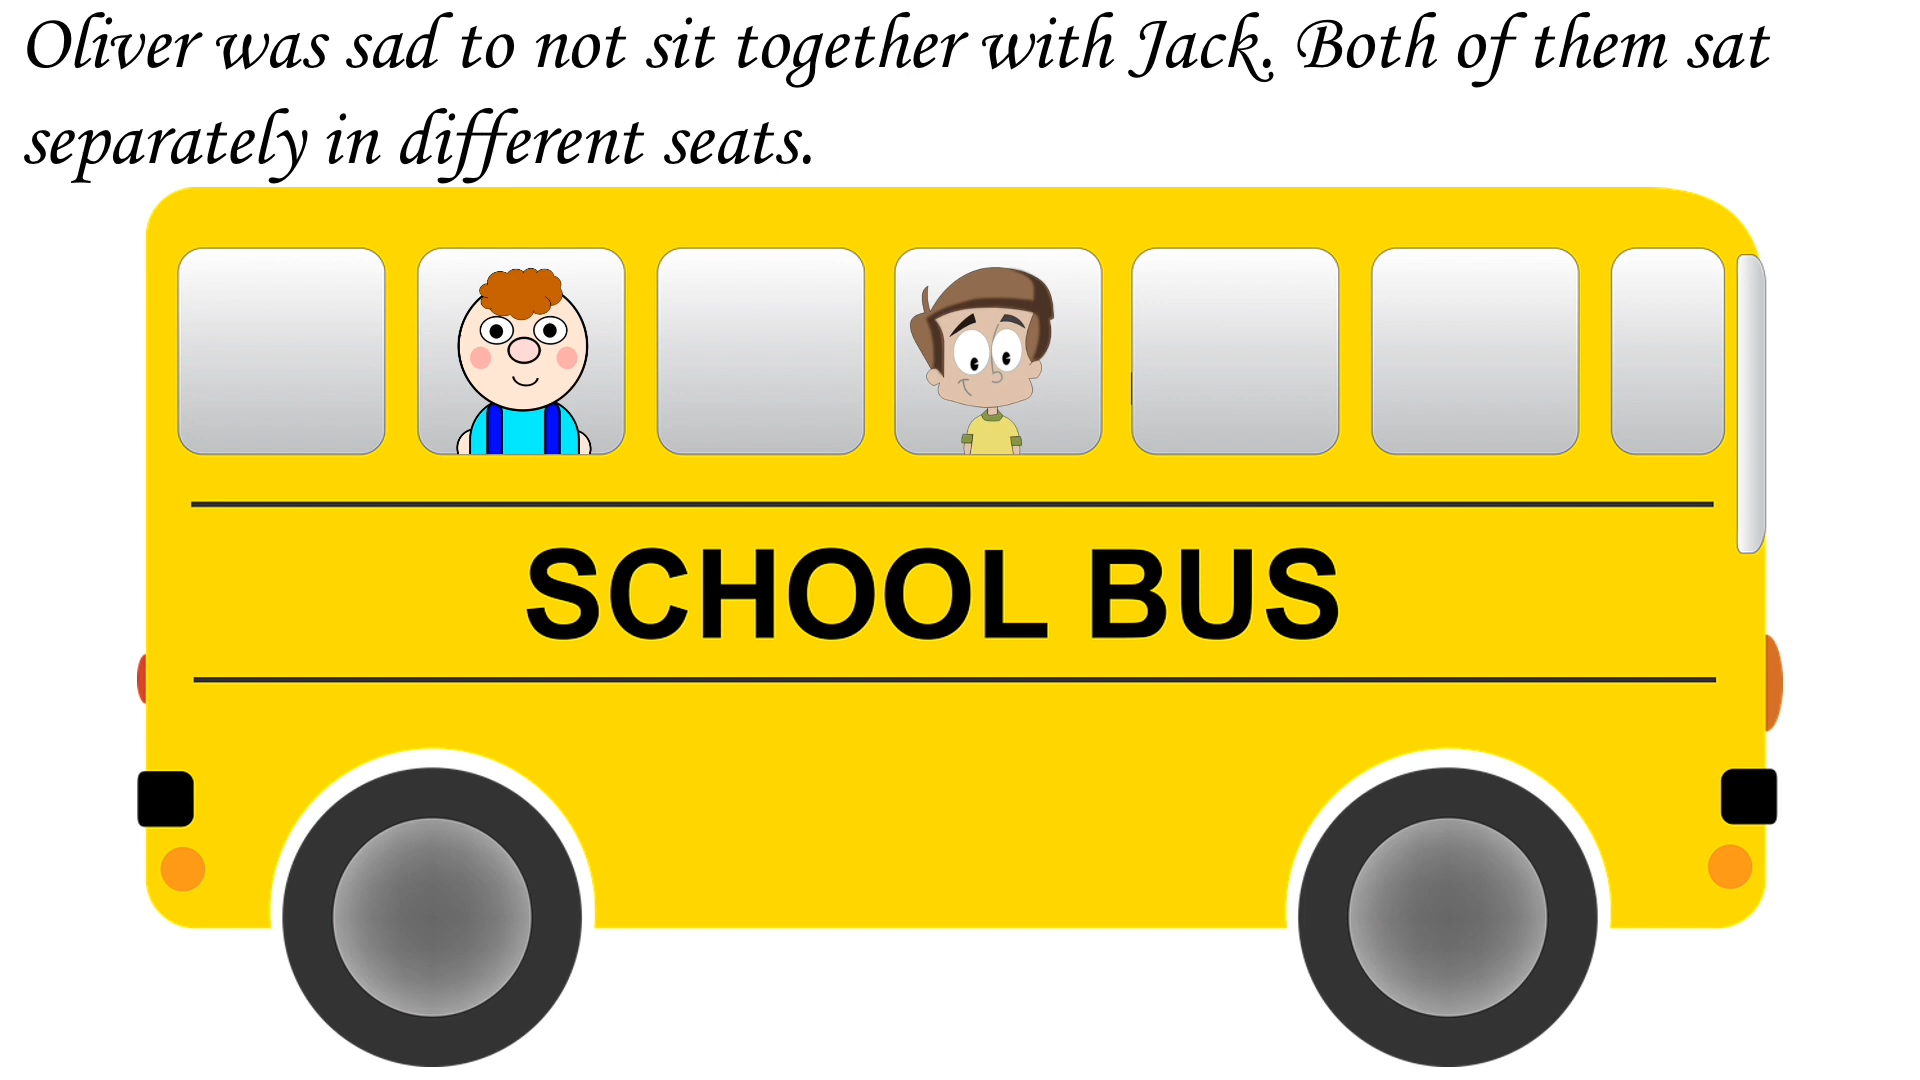 Oliver was sad to not sit together with Jack. Both of them sat
separately in different seats.
SCHOOL BUS